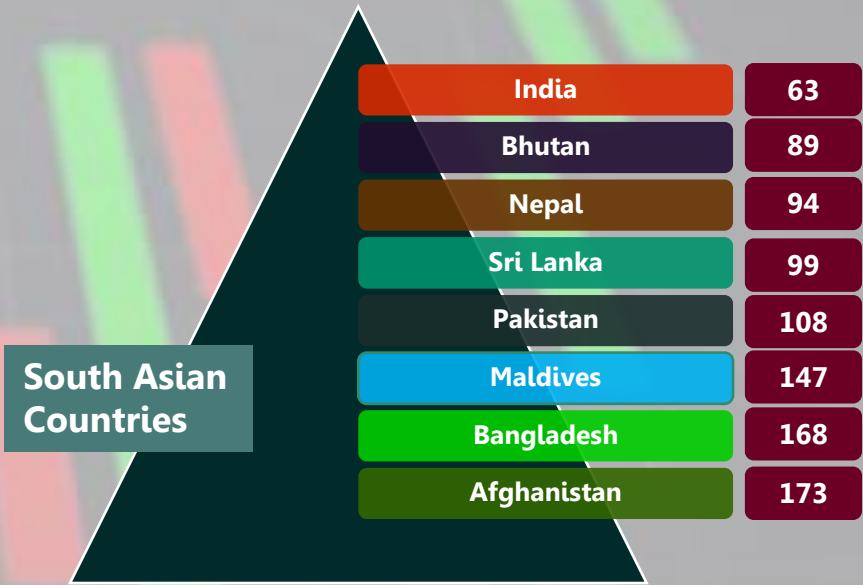 India 63
Bhutan 89
Nepal 94
Sri Lanka 99
Pakistan 108
South Asian
Countries
Maldives 147
Bangladesh 168
Afghanistan 173